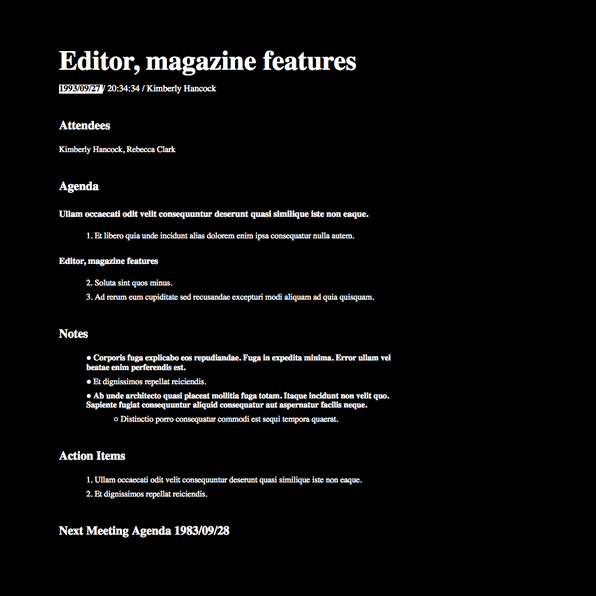 Editor, magazine features
1993/09/27 / 20:34:34 / Kimberly Hancock
Attendees
Kimberly Hancock, Rebecca Clark
Agenda
Ullam occaecati odit velit consequuntur deserunt quasi similique iste non eaque.
1. Et libero quia unde incidunt alias dolorem enim ipsa consequatur nulla autem.
Editor, magazine features
2. Soluta sint quos minus.
3. Ad rerum eum cupiditate sed recusandae excepturi modi aliquam ad quia quisquam.
Notes
● Corporis fuga explicabo eos repudiandae. Fuga in expedita minima. Error ullam vel
beatae enim perferendis est.
● Et dignissimos repellat reiciendis.
● Ab unde architecto quasi placeat mollitia fuga totam. Itaque incidunt non velit quo.
Sapiente fugiat consequuntur aliquid consequatur aut aspernatur facilis neque.
○ Distinctio porro consequatur commodi est sequi tempora quaerat.
Action Items
1. Ullam occaecati odit velit consequuntur deserunt quasi similique iste non eaque.
2. Et dignissimos repellat reiciendis.
Next Meeting Agenda 1983/09/28